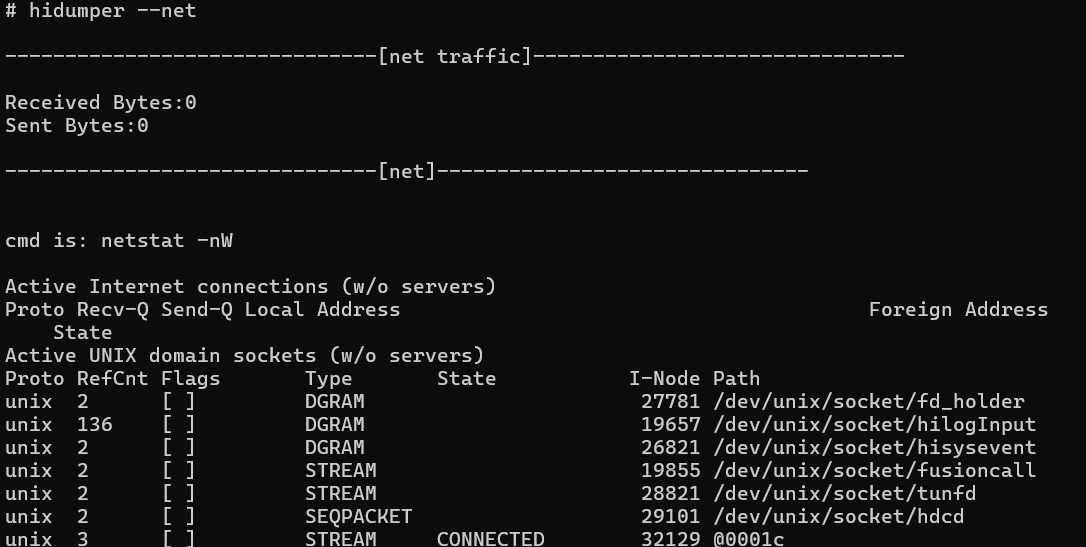 # hidumper --net
-------------------------------[net traffic]-------------------------------
Received Bytes:0
Sent Bytes:0
-------------------------------[net]-------------------------------
cmd is: netstat -nW
Active Internet connections (w/o servers)
Proto Recv-Q Send-Q Local Address                                       Foreign Address
    State
Active UNIX domain sockets (w/o servers)
Proto RefCnt Flags       Type       State           I-Node Path
unix  2      [ ]         DGRAM                       27781 /dev/unix/socket/fd_holder
unix  136    [ ]         DGRAM                       19657 /dev/unix/socket/hilogInput
unix  2      [ ]         DGRAM                       26821 /dev/unix/socket/hisysevent
unix  2      [ ]         STREAM                      19855 /dev/unix/socket/fusioncall
unix  2      [ ]         STREAM                      28821 /dev/unix/socket/tunfd
unix  2      [ ]         SEQPACKET                   29101 /dev/unix/socket/hdcd
unix  3      [ ]         STREAM     CONNECTED        32129 @0001c